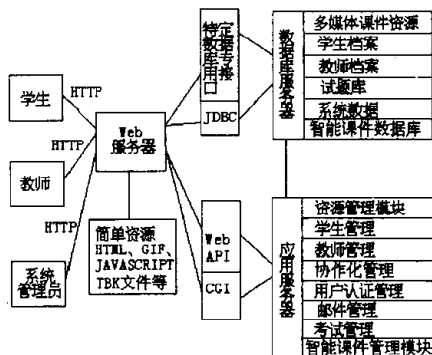 学生
HTTP
教师
HTTP
系统
管理员
HTTP
Web
服务器
简单资源
HTML、GIF、
JAVASCRIPT
TBK文件等
特定
数据
库专
用接
口
JDBC
Web
API
CGI
数据库服务器
多媒体课件资源
学生档案
教师档案
试题库
系统数据
智能课件数据库
应用服务器
资源管理模块
学生管理
教师管理
协作化管理
用户认证管理
邮件管理
考试管理
智能课件管理模块